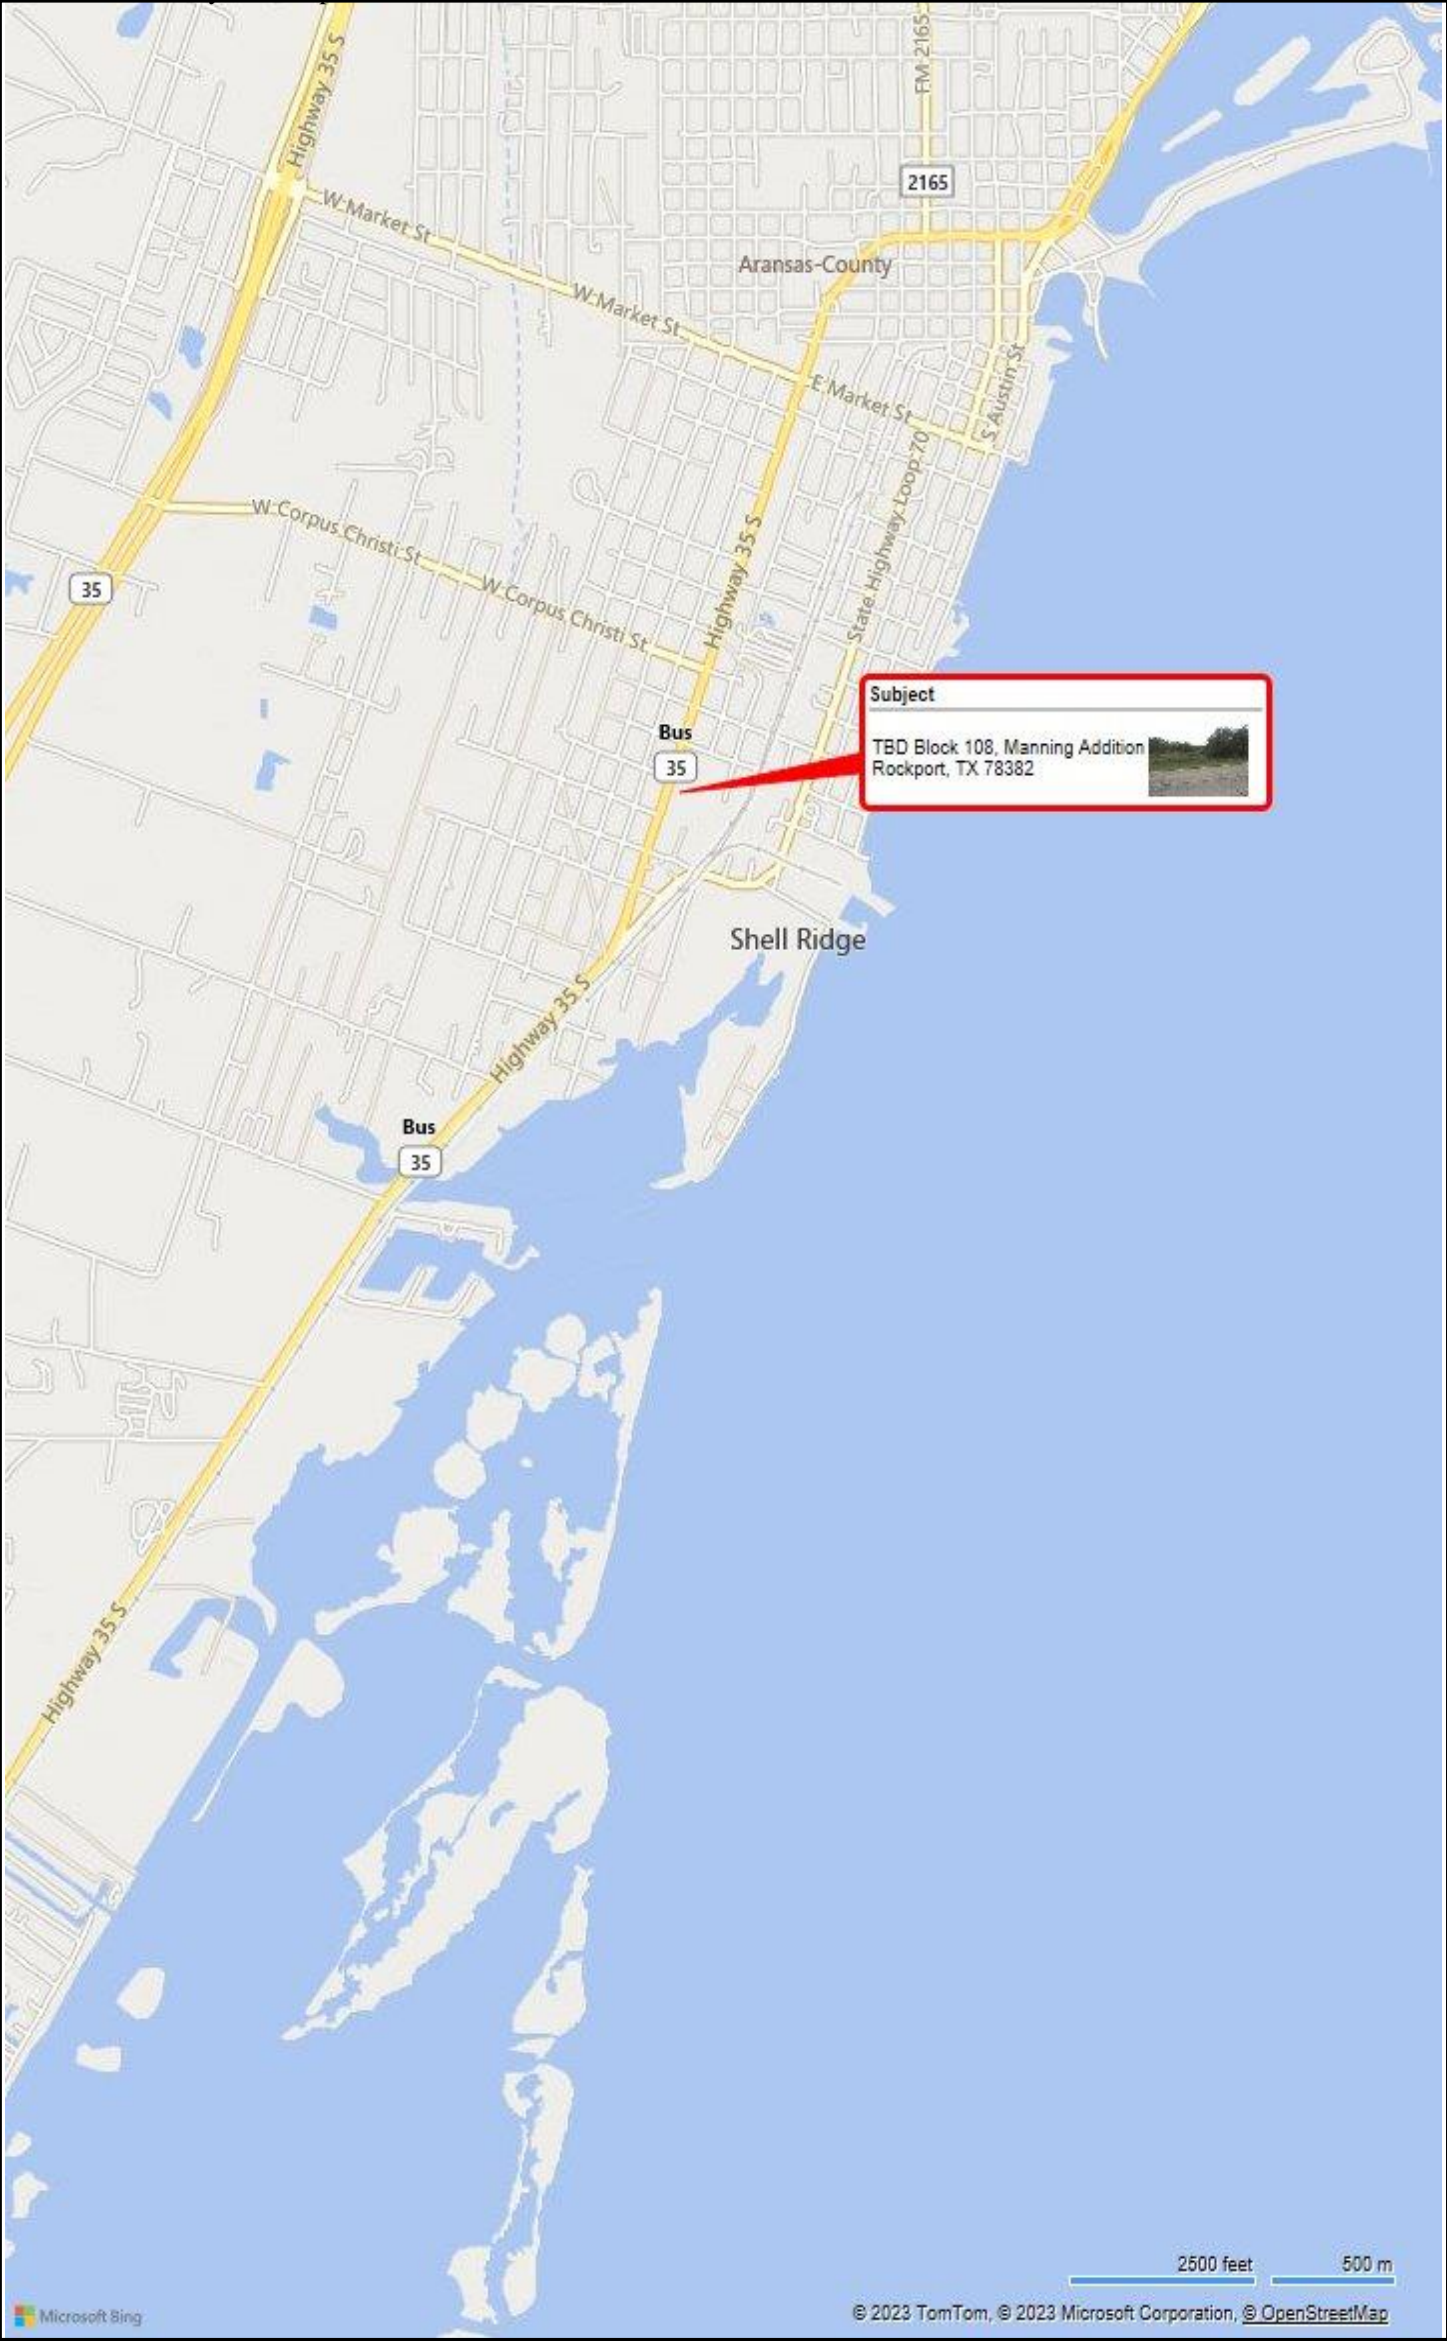 Highway 35 S
FM 2165
2165
W Market St
Aransas-County
W Market St
E Market St
S Austin St
State Highway Loop 70
W Corpus Christi St
Highway 35 S
35
W Corpus Christi St
Subject
TBD Block 108, Manning Addition
Rockport, TX 78382
Bus
35
Shell Ridge
Highway 35 S
Bus
35
Highway 35 S
2500 feet
500 m
Microsoft Bing
© 2023 TomTom, © 2023 Microsoft Corporation, © OpenStreetMap